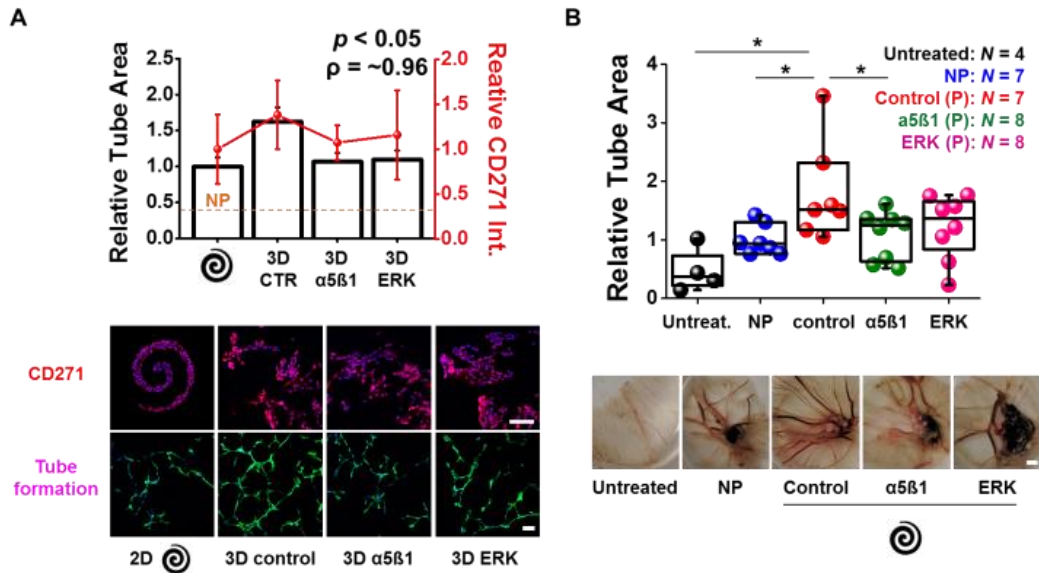 A
p < 0.05
ρ = ~0.96
Relative Tube Area
2.5
2.0
1.5
1.0
0.5
0.0
NP
2.0
1.5
1.0
0.5
0.0
Reative CD271 Int.
3D CTR
3D α5ß1
3D ERK
CD271
Tube formation
2D
3D control
3D α5ß1
3D ERK
B
Relative Tube Area
4
3
2
1
0
*
*
*
Untreated: N = 4
NP: N = 7
Control (P): N = 7
a5ß1 (P): N = 8
ERK (P): N = 8
Untreat.
NP
control
α5ß1
ERK
Untreated
NP
Control
α5ß1
ERK